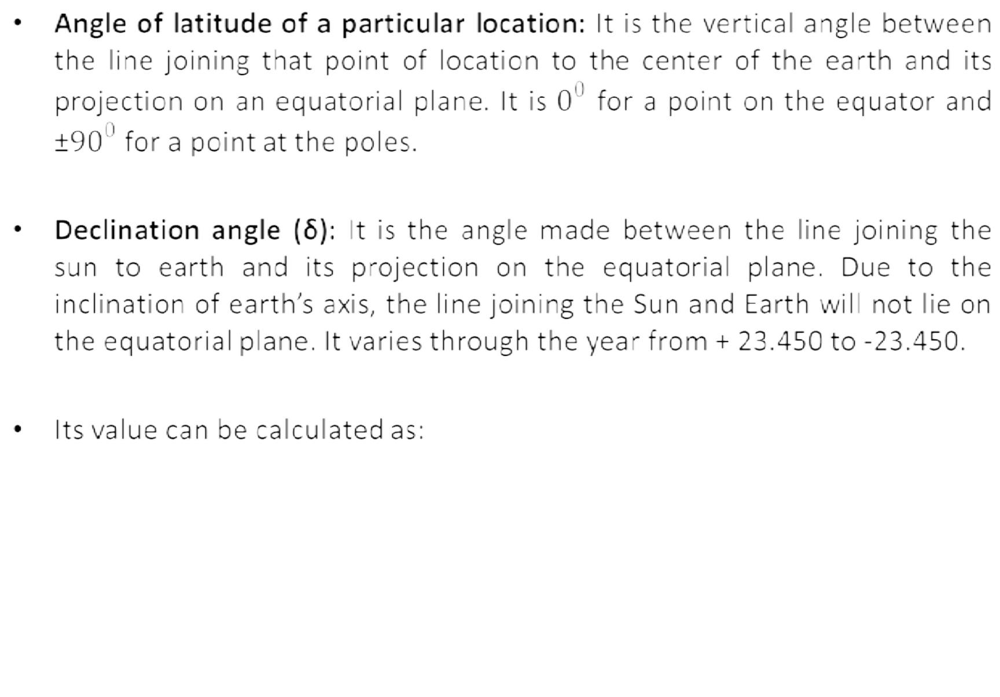 • Angle of latitude of a particular location: It is the vertical angle between
the line joining that point of location to the center of the earth and its
projection on an equatorial plane. It is 0⁰ for a point on the equator and
±90⁰ for a point at the poles.
• Declination angle (δ): It is the angle made between the line joining the
sun to earth and its projection on the equatorial plane. Due to the
inclination of earth’s axis, the line joining the Sun and Earth will not lie on
the equatorial plane. It varies through the year from + 23.450 to -23.450.
• Its value can be calculated as: